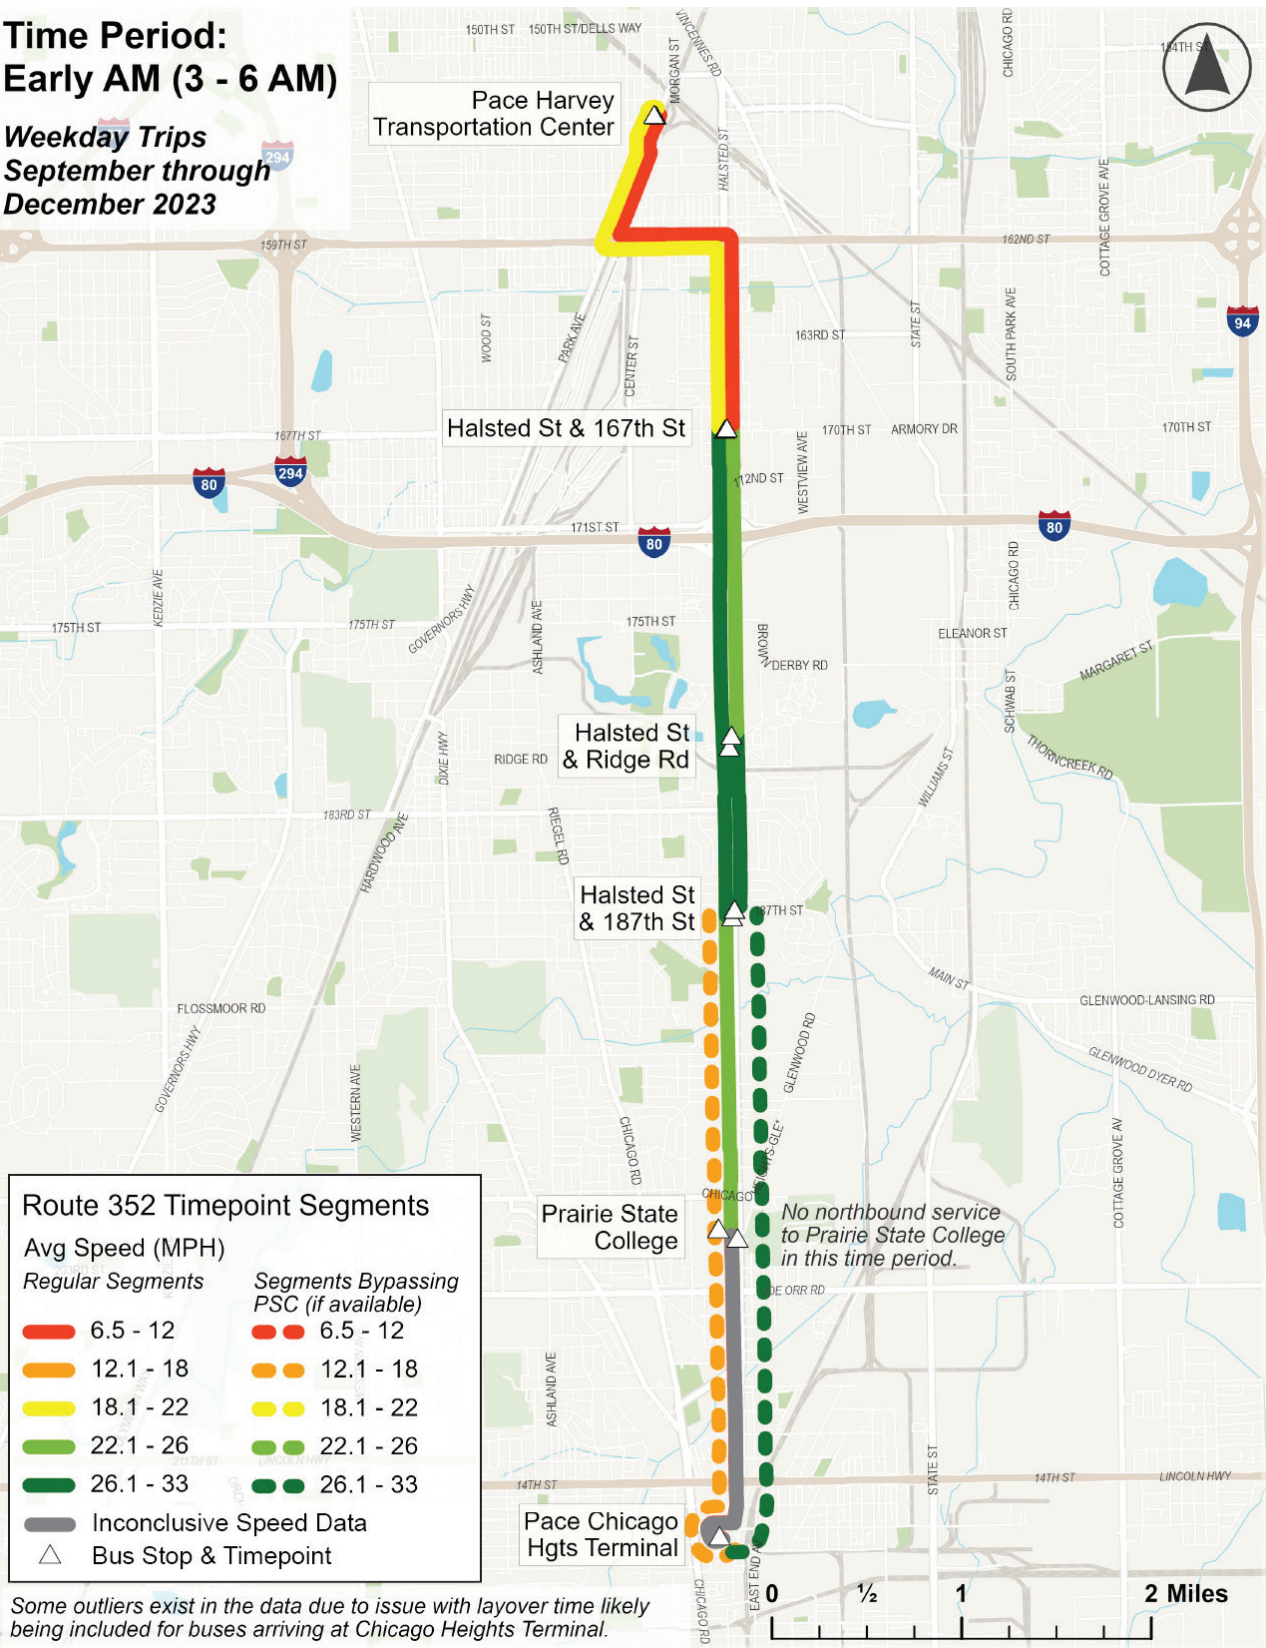 Time Period:
Early AM (3 - 6 AM)
Weekday Trips
September through
December 2023
150TH ST
150TH ST/DELLS WAY
MORGAN ST
VINCENNES RD
CHICAGO RD
154TH ST
Pace Harvey
Transportation Center
294
HALSTED ST
COTTAGE GROVE AVE
159TH ST
162ND ST
WOOD ST
PARK AVE
CENTER ST
163RD ST
STATE ST
SOUTH PARK AVE
94
Halsted St & 167th St
167TH ST
170TH ST
ARMORY DR
170TH ST
80
294
172ND ST
WESTVIEW AVE
171ST ST
80
80
KEDZIE AVE
GOVERNORS HWY
ASHLAND AVE
CHICAGO RD
175TH ST
175TH ST
175TH ST
BROWN
DERBY RD
ELEANOR ST
MARGARET ST
SCHWAB ST
Halsted St
& Ridge Rd
DIXIE HWY
RIDGE RD
THORNCREEK RD
WILLIAMS ST
183RD ST
HARDWOOD AVE
RIEGEL RD
Halsted St
& 187th St
187TH ST
MAIN ST
FLOSSMOOR RD
GLENWOOD-LANSING RD
GOVERNORS HWY
WESTERN AVE
GLENWOOD RD
GLENWOOD DYER RD
CHICAGO RD
COTTAGE GROVE AV
CHICAGO
HEIGHTS-GLE
Prairie State
College
No northbound service
to Prairie State College
in this time period.
JOE ORR RD
Route 352 Timepoint Segments
Avg Speed (MPH)
203RD ST
Regular Segments
Segments Bypassing
PSC (if available)
6.5 - 12
6.5 - 12
12.1 - 18
12.1 - 18
18.1 - 22
18.1 - 22
22.1 - 26
22.1 - 26
211TH ST
LINCOLN HWY
26.1 - 33
26.1 - 33
Inconclusive Speed Data
Bus Stop & Timepoint
ASHLAND AVE
STATE ST
14TH ST
14TH ST
LINCOLN HWY
Pace Chicago
Hgts Terminal
CHICAGO RD
EAST END A
0 ½ 1 2 Miles
Some outliers exist in the data due to issue with layover time likely
being included for buses arriving at Chicago Heights Terminal.